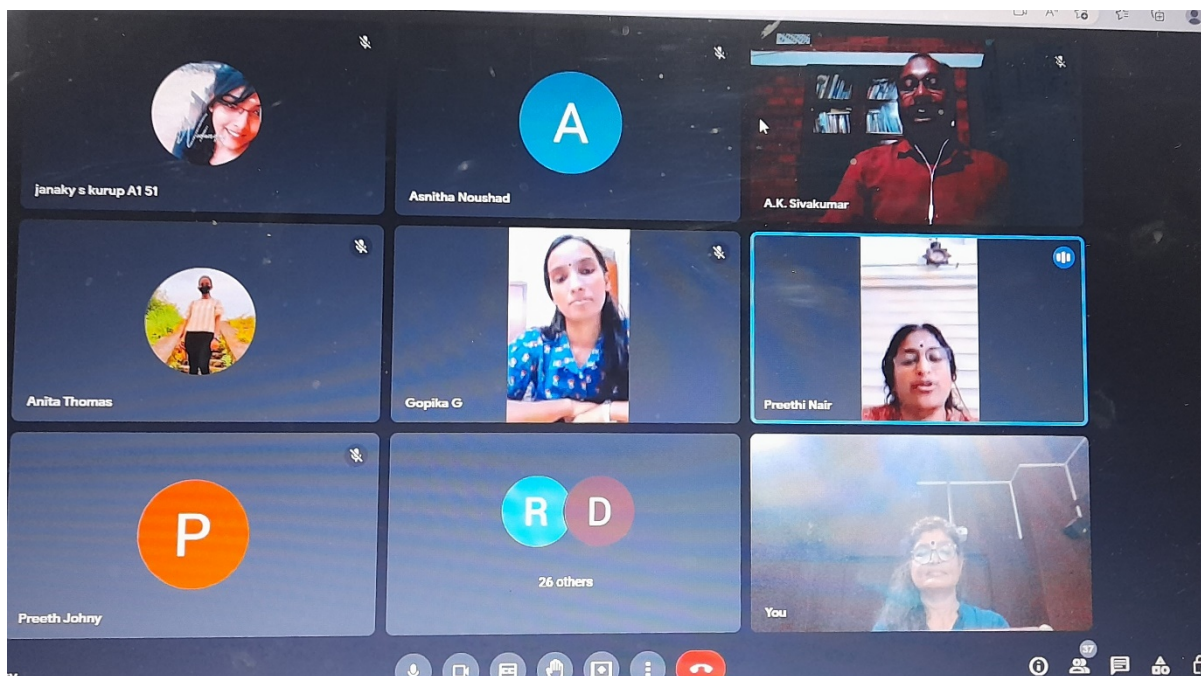 janaky s kurup A1 51
A
Asnitha Noushad
A.K. Sivakumar
Anita Thomas
Gopika G
Preethi Nair
P
Preeth Johny
R D
26 others
You
37